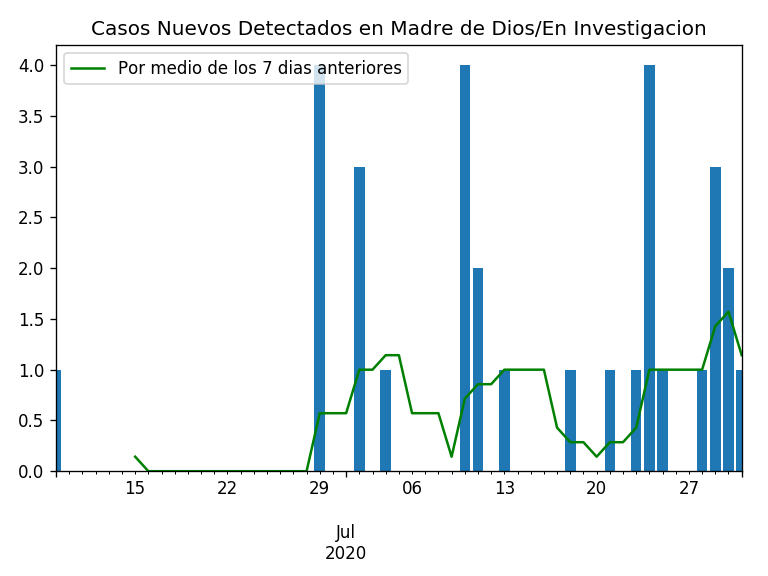 Casos Nuevos Detectados en Madre de Dios/En Investigacion
Por medio de los 7 dias anteriores
4.0
3.5
3.0
2.5
2.0
1.5
1.0
0.5
0.0
15 22 29 06 13 20 27
Jul
2020